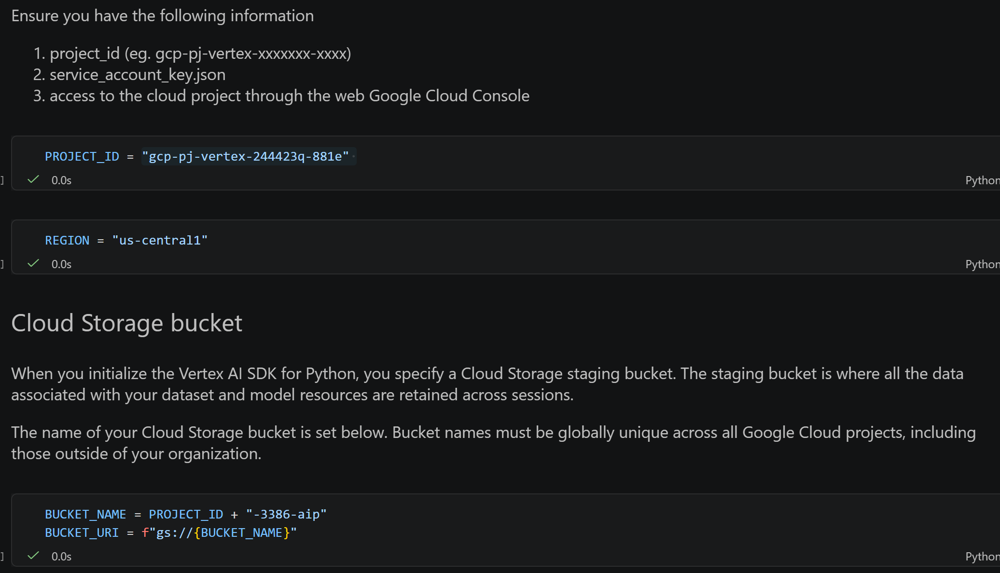 Ensure you have the following information
1. project_id (eg. gcp-pj-vertex-xxxxxxx-xxxx)
2. service_account_key.json
3. access to the cloud project through the web Google Cloud Console
PROJECT_ID = "gcp-pj-vertex-244423q-881e"
] 0.0s Python
REGION = "us-central1"
] 0.0s Python
Cloud Storage bucket
When you initialize the Vertex AI SDK for Python, you specify a Cloud Storage staging bucket. The staging bucket is where all the data
associated with your dataset and model resources are retained across sessions.
The name of your Cloud Storage bucket is set below. Bucket names must be globally unique across all Google Cloud projects, including
those outside of your organization.
BUCKET_NAME = PROJECT_ID + "-3386-aip"
BUCKET_URI = f"gs://{BUCKET_NAME}"
] 0.0s Python